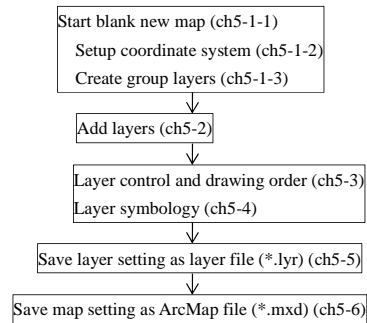 Start blank new map (ch5-1-1)
Setup coordinate system (ch5-1-2)
Create group layers (ch5-1-3)
Add layers (ch5-2)
Layer control and drawing order (ch5-3)
Layer symbology (ch5-4)
Save layer setting as layer file (*.lyr) (ch5-5)
Save map setting as ArcMap file (*.mxd) (ch5-6)